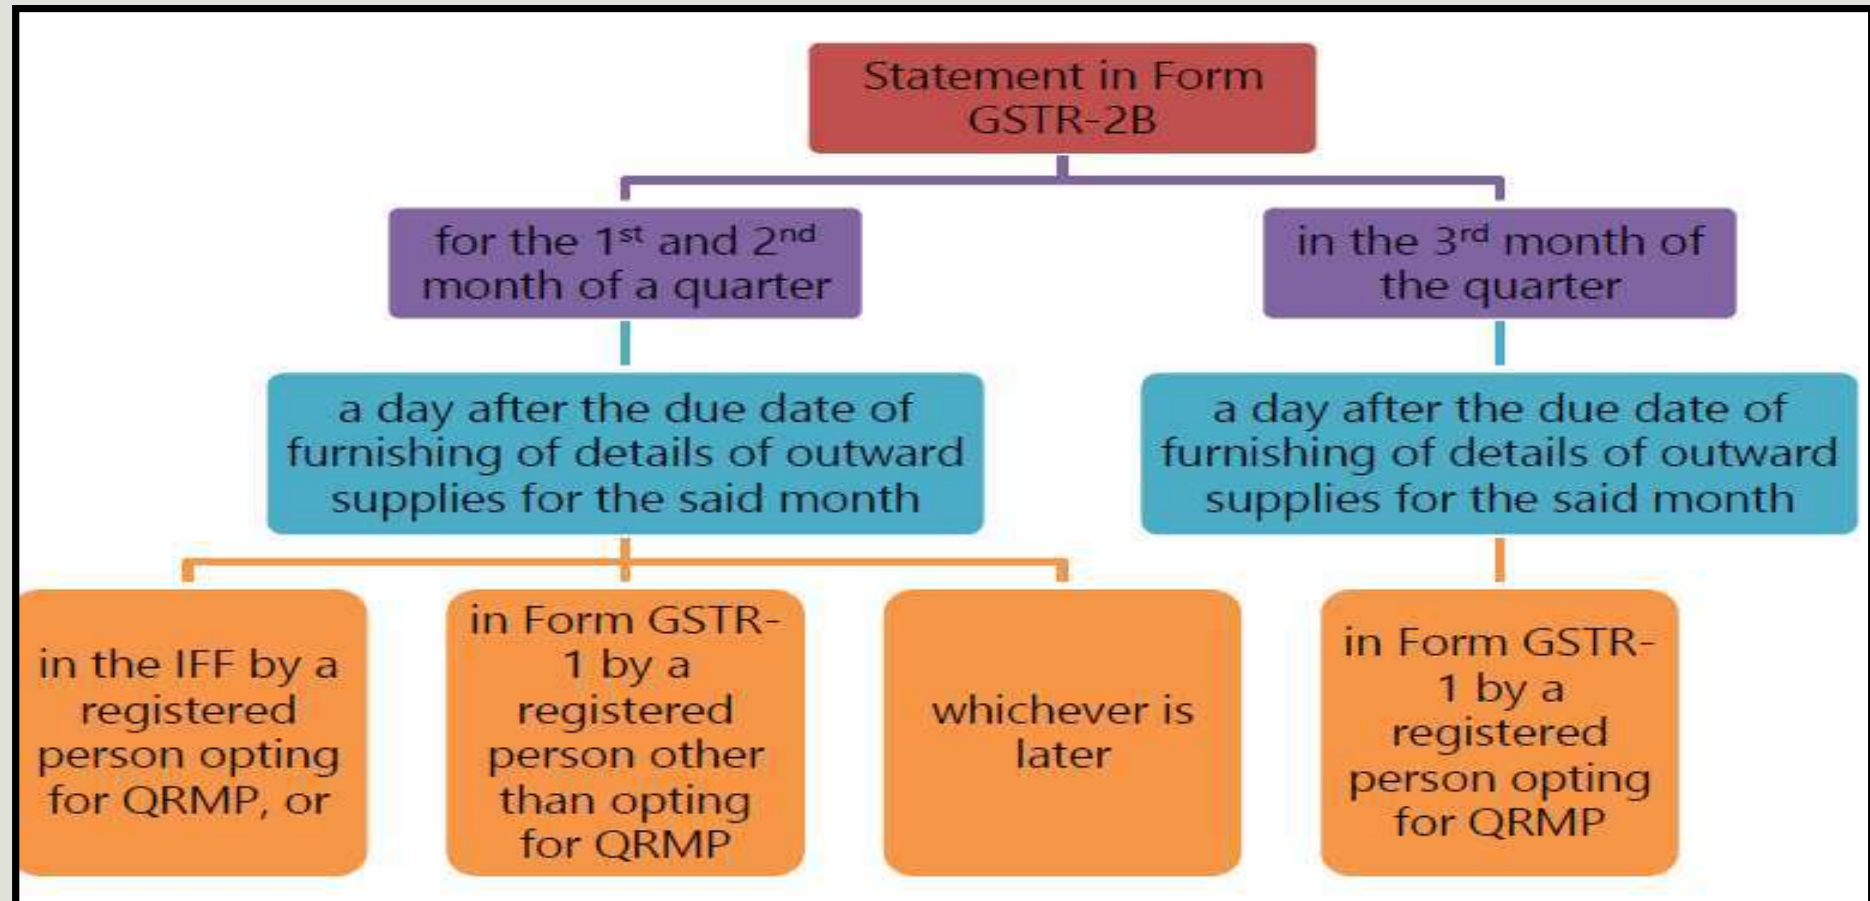 Statement in Form
GSTR-2B
for the 1st and 2nd
month of a quarter
in the 3rd month of
the quarter
a day after the due date of
furnishing of details of outward
supplies for the said month
a day after the due date of
furnishing of details of outward
supplies for the said month
in the IFF by a
registered
person opting
for QRMP, or
in Form GSTR-
1 by a
registered
person other
than opting
for QRMP
whichever is
later
in Form GSTR-
1 by a
registered
person opting
for QRMP